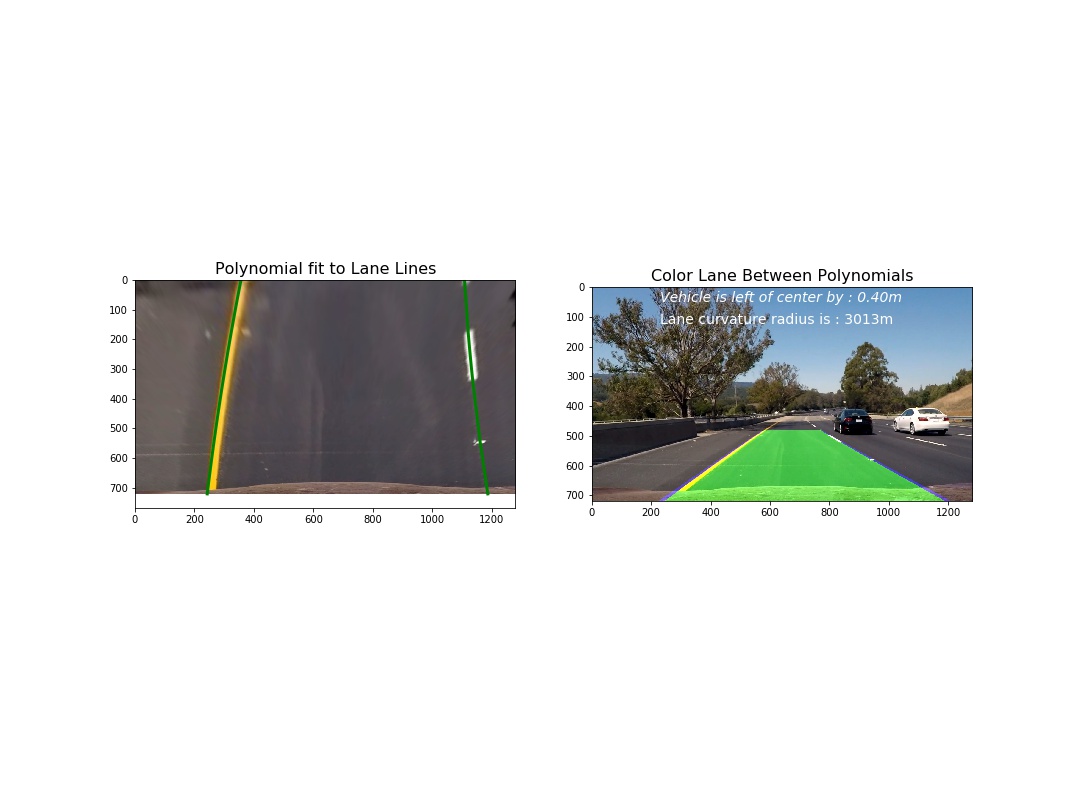 Polynomial fit to Lane Lines
0
100
200
300
400
500
600
700
0 200 400 600 800 1000 1200
Color Lane Between Polynomials
Vehicle is left of center by : 0.40m
Lane curvature radius is : 3013m
0
100
200
300
400
500
600
700
0 200 400 600 800 1000 1200